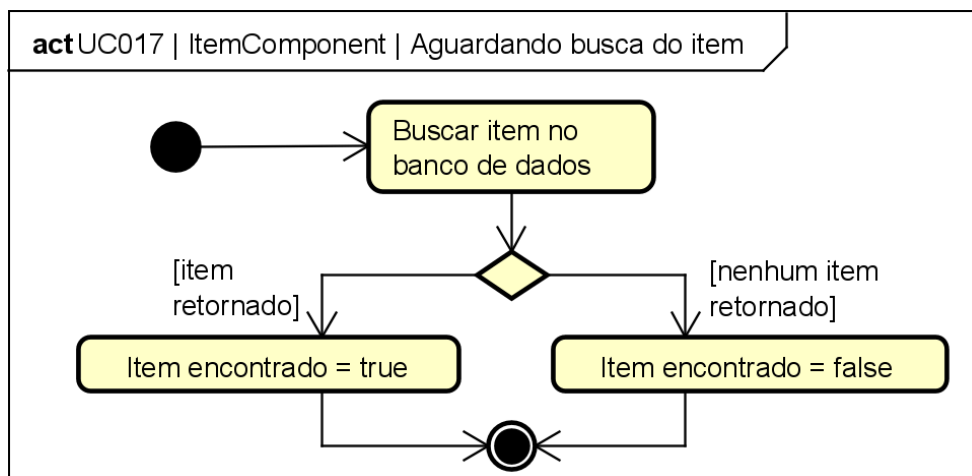 act UC017 | ItemComponent | Aguardando busca do item
Buscar item no
banco de dados
[item
retornado]
[nenhum item
retornado]
Item encontrado = true
Item encontrado = false